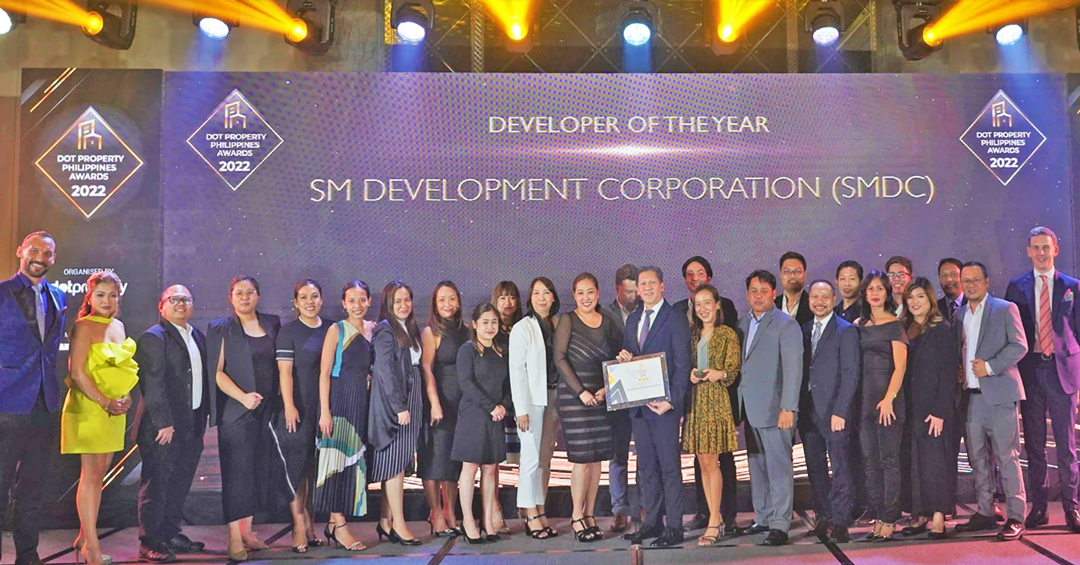 DOT PROPERTY
PHILIPPINES
AWARDS
2022
ORGANISED BY
DOT PROPERTY
PHILIPPINES
AWARDS
2022
DEVELOPER OF THE YEAR
SM DEVELOPMENT CORPORATION (SMDC)
DOT PROPERTY
PHILIPPINES
AWARDS
2022